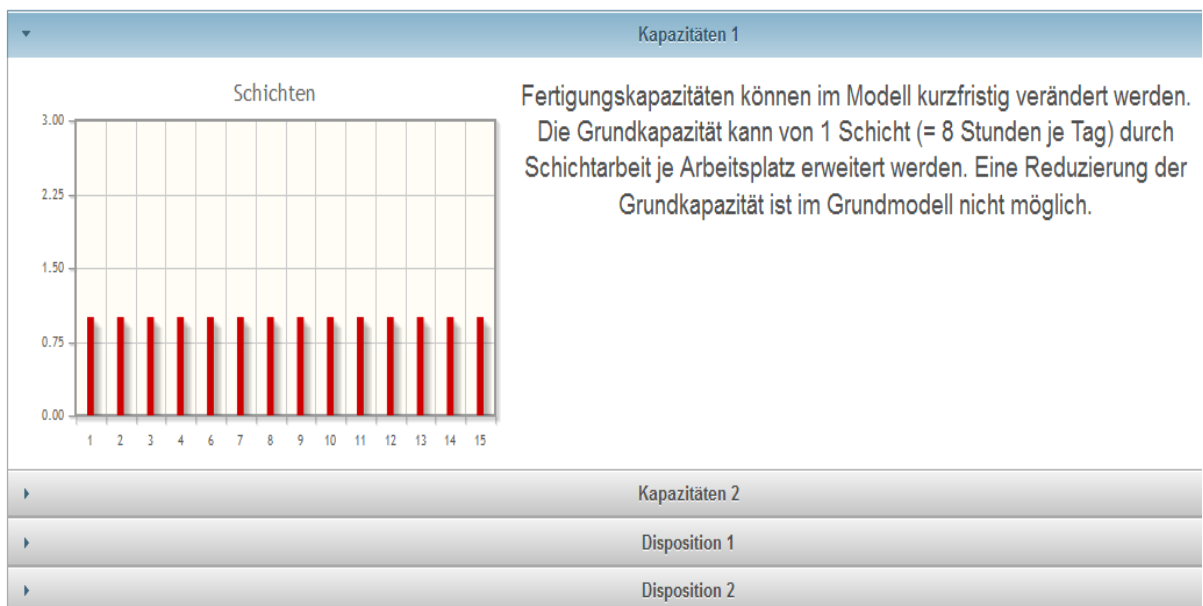 Kapazitäten 1
Schichten
3.00
2.25
1.50
0.75
0.00
1 2 3 4 6 7 8 9 10 11 12 13 14 15
Fertigungskapazitäten können im Modell kurzfristig verändert werden.
Die Grundkapazität kann von 1 Schicht (= 8 Stunden je Tag) durch
Schichtarbeit je Arbeitsplatz erweitert werden. Eine Reduzierung der
Grundkapazität ist im Grundmodell nicht möglich.
Kapazitäten 2
Disposition 1
Disposition 2